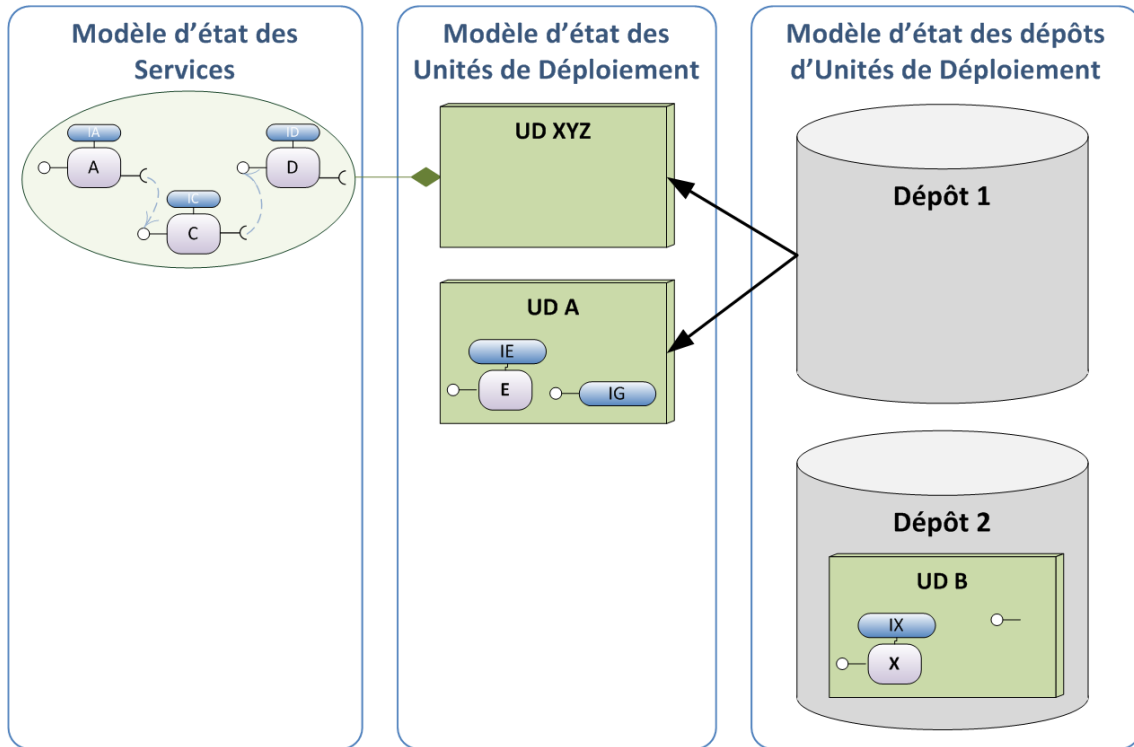 Modèle d'état des
Services
IA
A
ID
D
IC
C
Modèle d'état des
Unités de Déploiement
UD XYZ
UD A
IE
E
IG
Modèle d'état des dépôts
d'Unités de Déploiement
Dépôt 1
Dépôt 2
UD B
IX
X